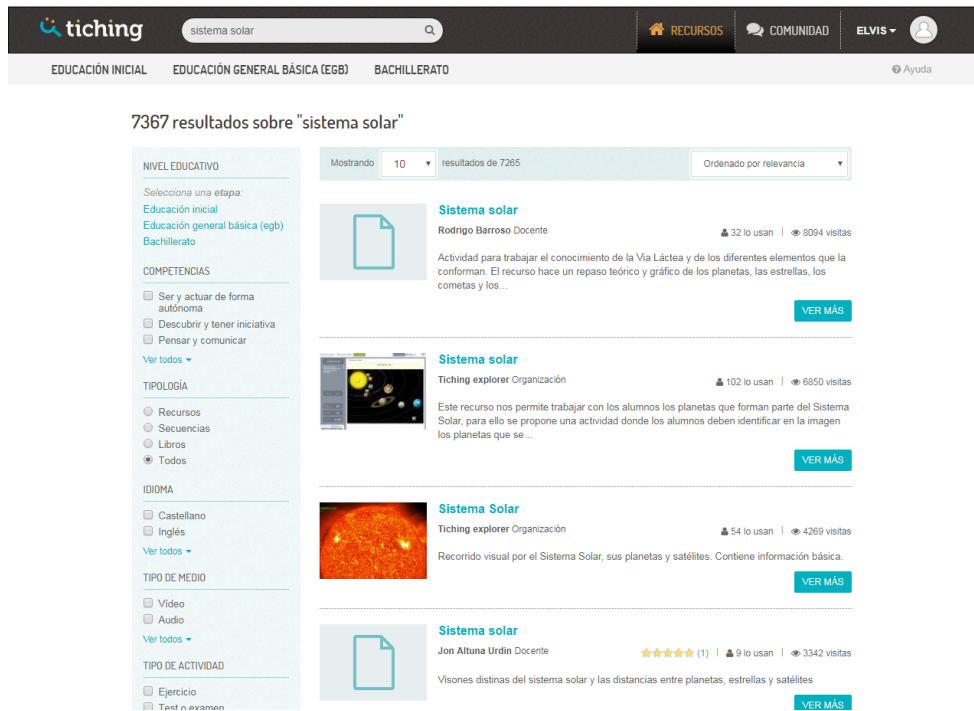 tiching
sistema solar
RECURSOS
COMUNIDAD
ELVIS
EDUCACIÓN INICIAL
EDUCACIÓN GENERAL BÁSICA (EGB)
BACHILLERATO
Ayuda
7367 resultados sobre "sistema solar"
NIVEL EDUCATIVO
Selecciona una etapa:
Educación inicial
Educación general básica (egb)
Bachillerato
COMPETENCIAS
Ser y actuar de forma
autónoma
Descubrir y tener iniciativa
Pensar y comunicar
Ver todos
TIPOLOGÍA
Recursos
Secuencias
Libros
Todos
IDIOMA
Castellano
Inglés
Ver todos
TIPO DE MEDIO
Vídeo
Audio
Ver todos
TIPO DE ACTIVIDAD
Ejercicio
Test o examen
Mostrando 10 resultados de 7265
Ordenado por relevancia
Sistema solar
Rodrigo Barroso Docente
32 lo usan | 8094 visitas
Actividad para trabajar el conocimiento de la Via Láctea y de los diferentes elementos que la
conforman. El recurso hace un repaso teórico y gráfico de los planetas, las estrellas, los
cometas y los...
VER MÁS
Sistema solar
Tiching explorer Organización
102 lo usan | 6850 visitas
Este recurso nos permite trabajar con los alumnos los planetas que forman parte del Sistema
Solar, para ello se propone una actividad donde los alumnos deben identificar en la imagen
los planetas que se...
VER MÁS
Sistema Solar
Tiching explorer Organización
54 lo usan | 4269 visitas
Recorrido visual por el Sistema Solar, sus planetas y satélites. Contiene información básica.
VER MÁS
Sistema solar
Jon Altuna Urdin Docente
(1) | 9 lo usan | 3342 visitas
Visones distinas del sistema solar y las distancias entre planetas, estrellas y satélites
VER MÁS